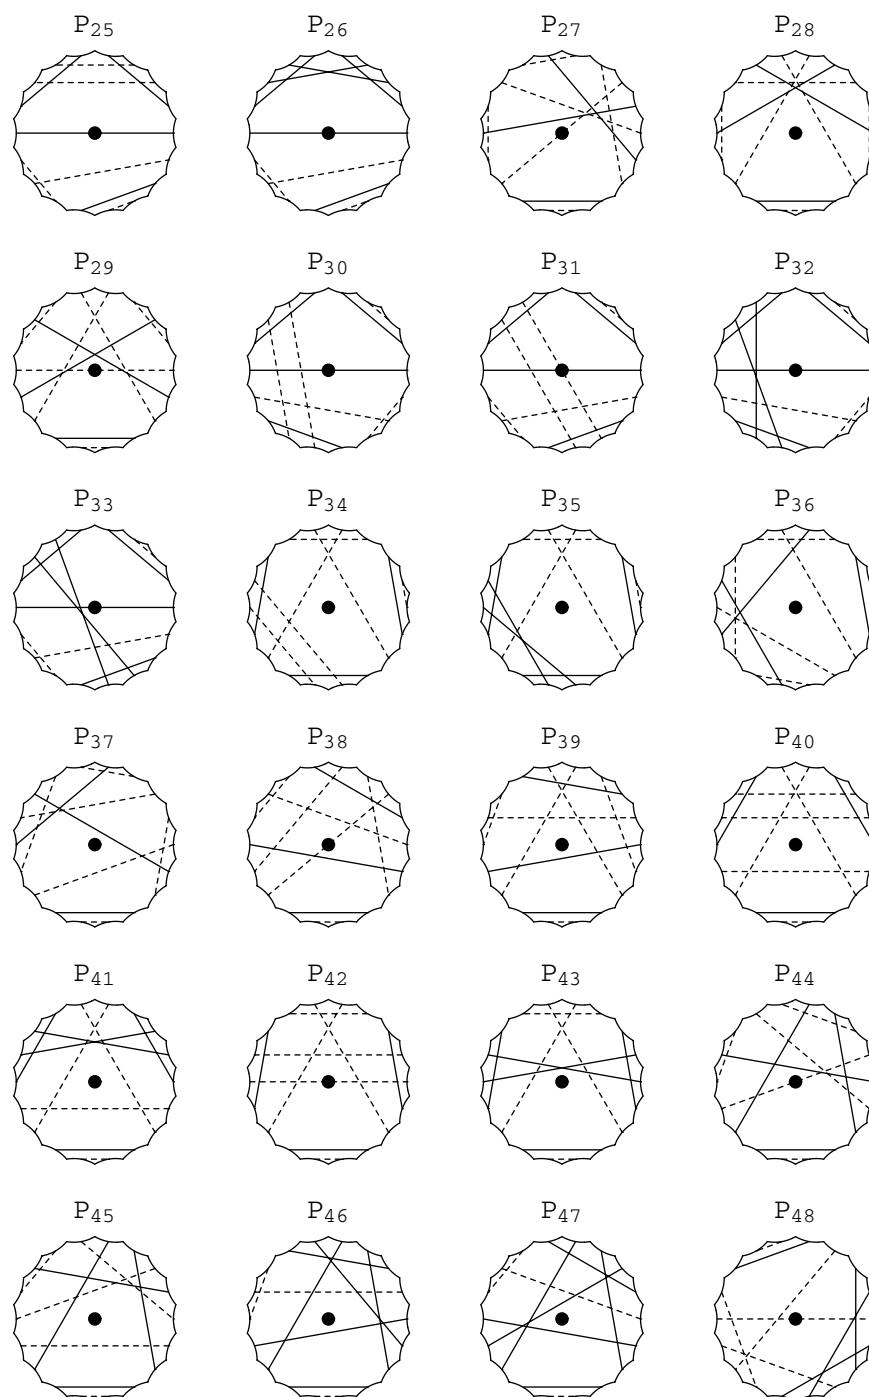 P₂₅ P₂₆ P₂₇ P₂₈
P₂₉ P₃₀ P₃₁ P₃₂
P₃₃ P₃₄ P₃₅ P₃₆
P₃₇ P₃₈ P₃₉ P₄₀
P₄₁ P₄₂ P₄₃ P₄₄
P₄₅ P₄₆ P₄₇ P₄₈